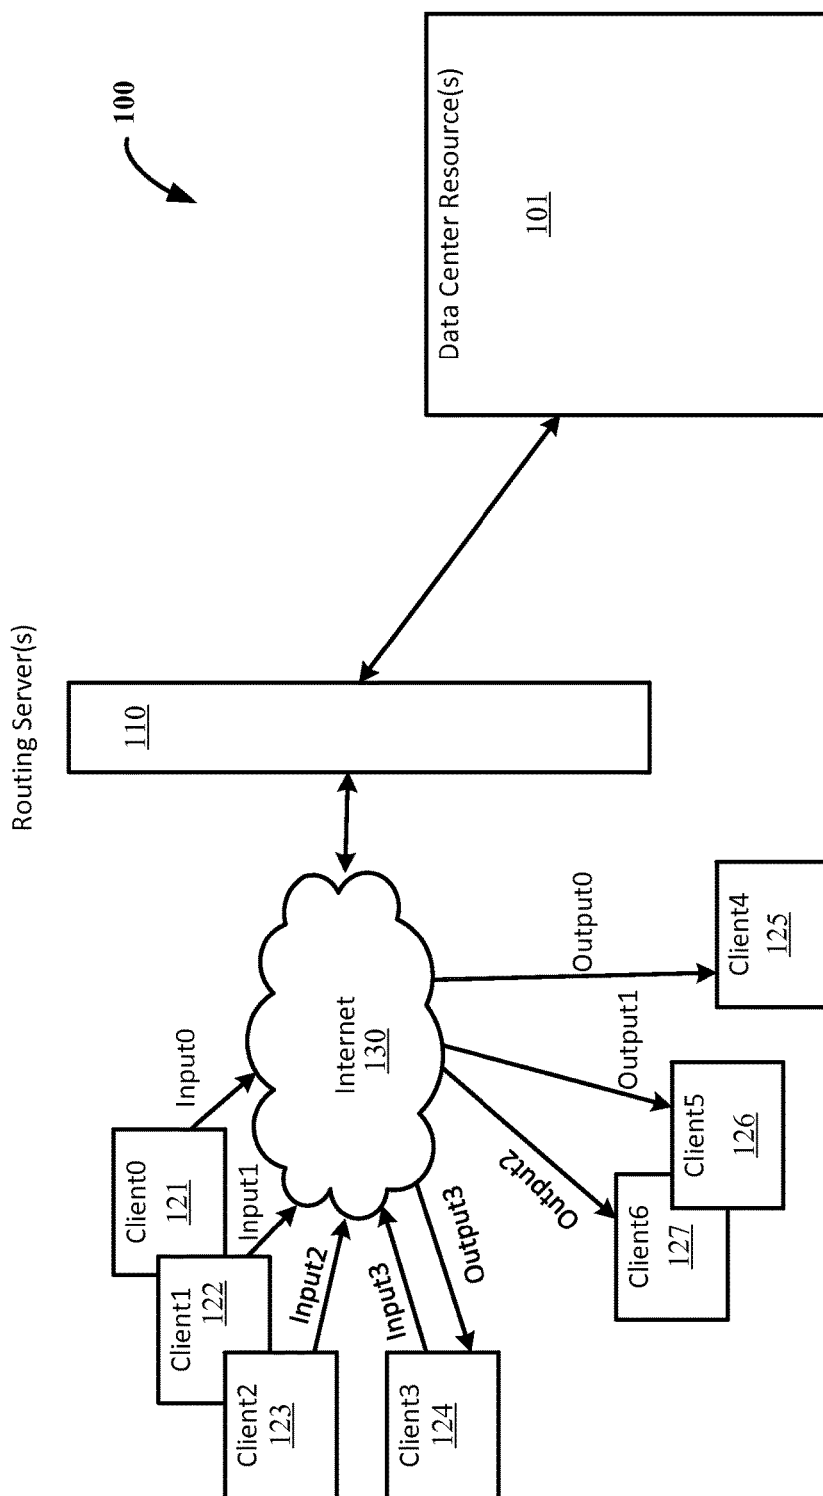 100
Routing Server(s)
110
Data Center Resource(s)
101
Client0
121
Input0
Client1
122
Input1
Client2
123
Input2
Client3
124
Input3
Output3
Internet
130
Output2
Output1
Output0
Client6
127
Client5
126
Client4
125